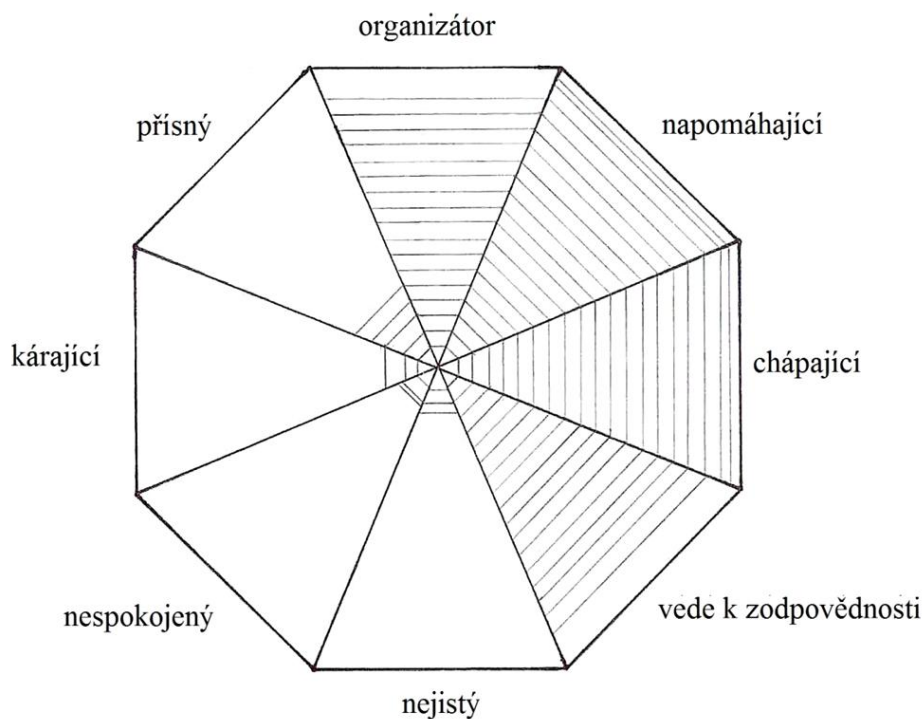 organizátor
přísný
napomáhající
kárající
chápající
nespokojený
vede k zodpovědnosti
nejistý